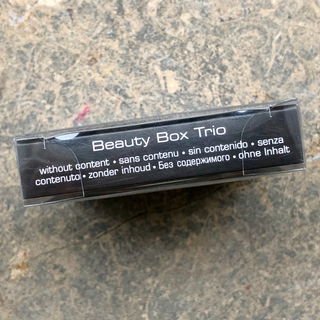 Beauty Box Trio
without content • sans contenu • sin contenido • senza
contenuto • zonder inhoud • Без содержимого • ohne Inhalt